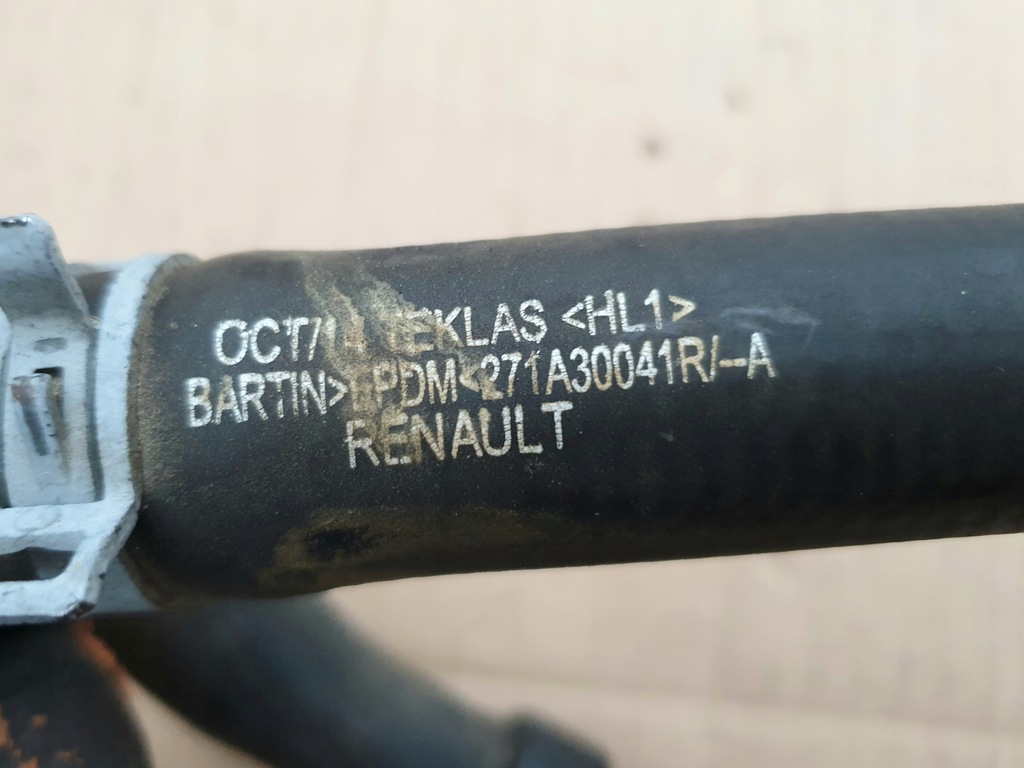 OCT/14 TEKLAS <HL1>
BARTIN>EPDM<271A30041R/--A
RENAULT